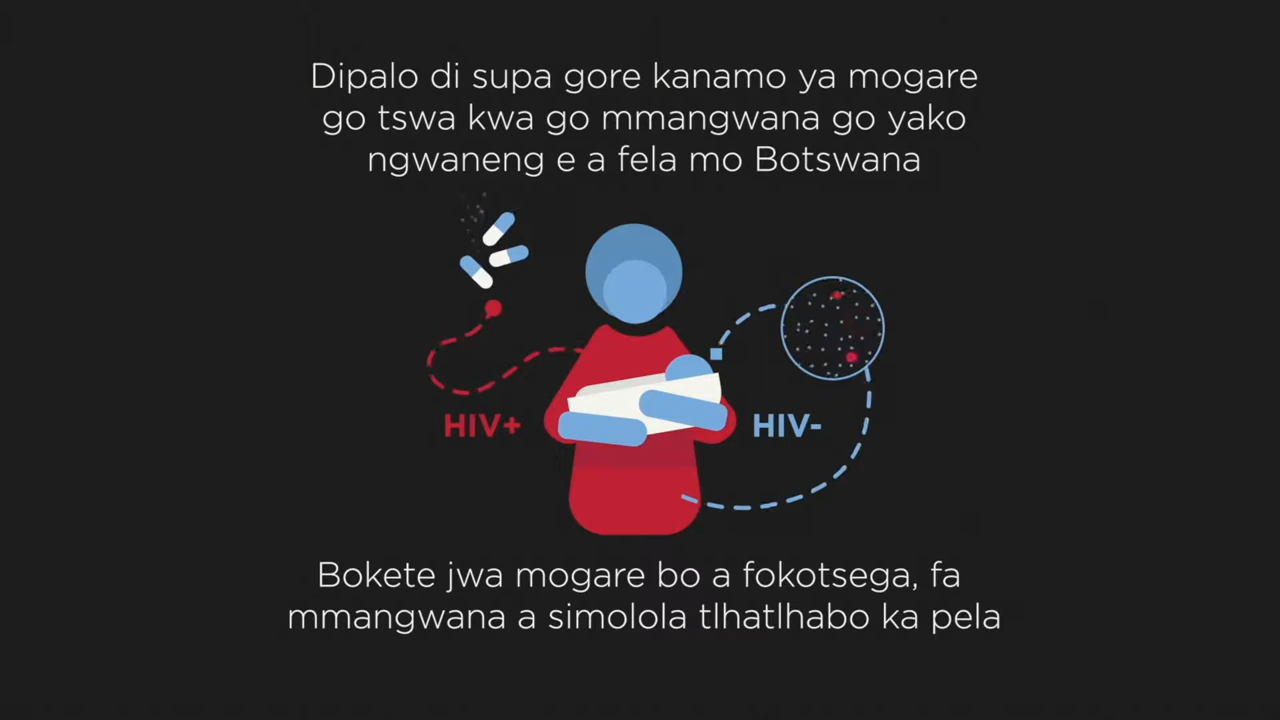 Dipalo di supa gore kanamo ya mogare
go tswa kwa go mmangwana go yako
ngwaneng e a fela mo Botswana
HIV+
HIV-
Bokete jwa mogare bo a fokotsega, fa
mmangwana a simolola tlhatlhabo ka pela